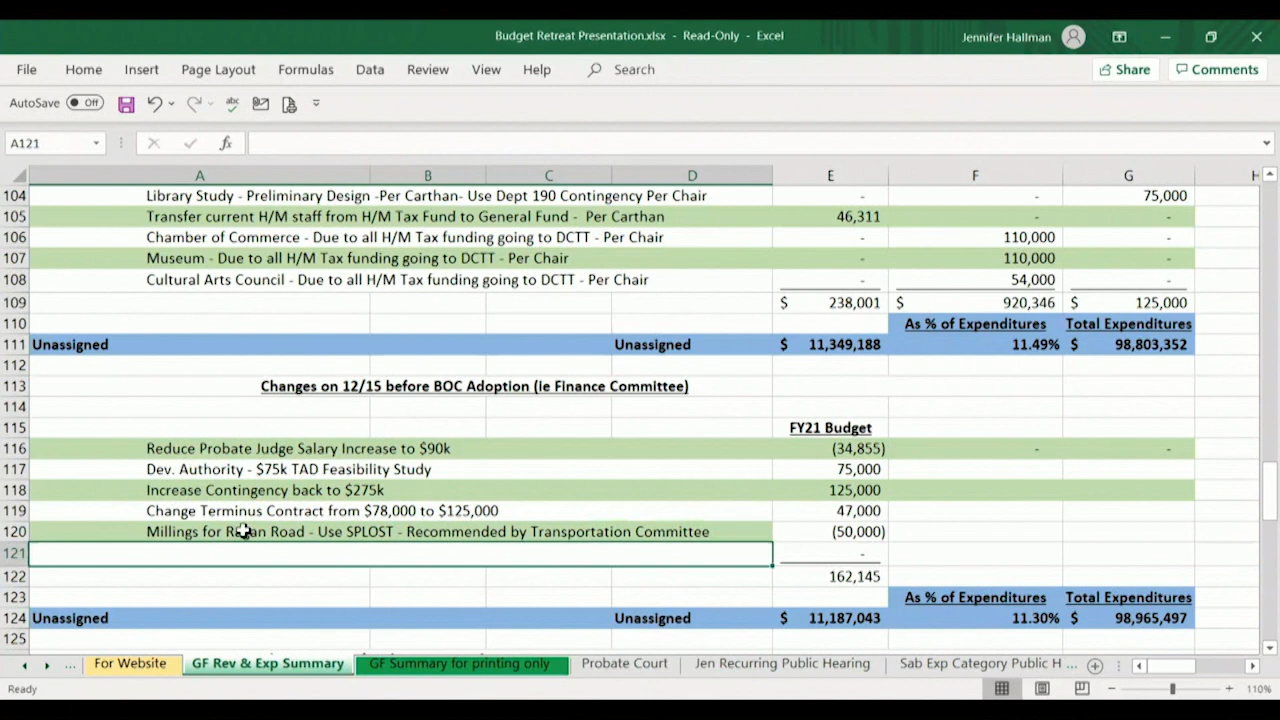 Budget Retreat Presentation.xlsx - Read-Only - Excel Jennifer Hallman
File Home Insert Page Layout Formulas Data Review View Help Search Share Comments
AutoSave Off abc
A121 fx
A B C D E F G H
104 Library Study - Preliminary Design -Per Carthan- Use Dept 190 Contingency Per Chair - - 75,000
105 Transfer current H/M staff from H/M Tax Fund to General Fund - Per Carthan 46,311 - -
106 Chamber of Commerce - Due to all H/M Tax funding going to DCTT - Per Chair - 110,000 -
107 Museum - Due to all H/M Tax funding going to DCTT - Per Chair - 110,000 -
108 Cultural Arts Council - Due to all H/M Tax funding going to DCTT - Per Chair - 54,000 -
109 $ 238,001 $ 920,346 $ 125,000
110 As % of Expenditures Total Expenditures
111 Unassigned Unassigned $ 11,349,188 11.49% $ 98,803,352
112
113 Changes on 12/15 before BOC Adoption (ie Finance Committee)
114
115 FY21 Budget
116 Reduce Probate Judge Salary Increase to $90k (34,855) - -
117 Dev. Authority - $75k TAD Feasibility Study 75,000
118 Increase Contingency back to $275k 125,000
119 Change Terminus Contract from $78,000 to $125,000 47,000
120 Millings for Road - Use SPLOST - Recommended by Transportation Committee (50,000)
121 -
122 162,145
123 As % of Expenditures Total Expenditures
124 Unassigned Unassigned $ 11,187,043 11.30% $ 98,965,497
125
... For Website GF Rev & Exp Summary GF Summary for printing only Probate Court Jen Recurring Public Hearing Sab Exp Category Public H ...
Ready 110%